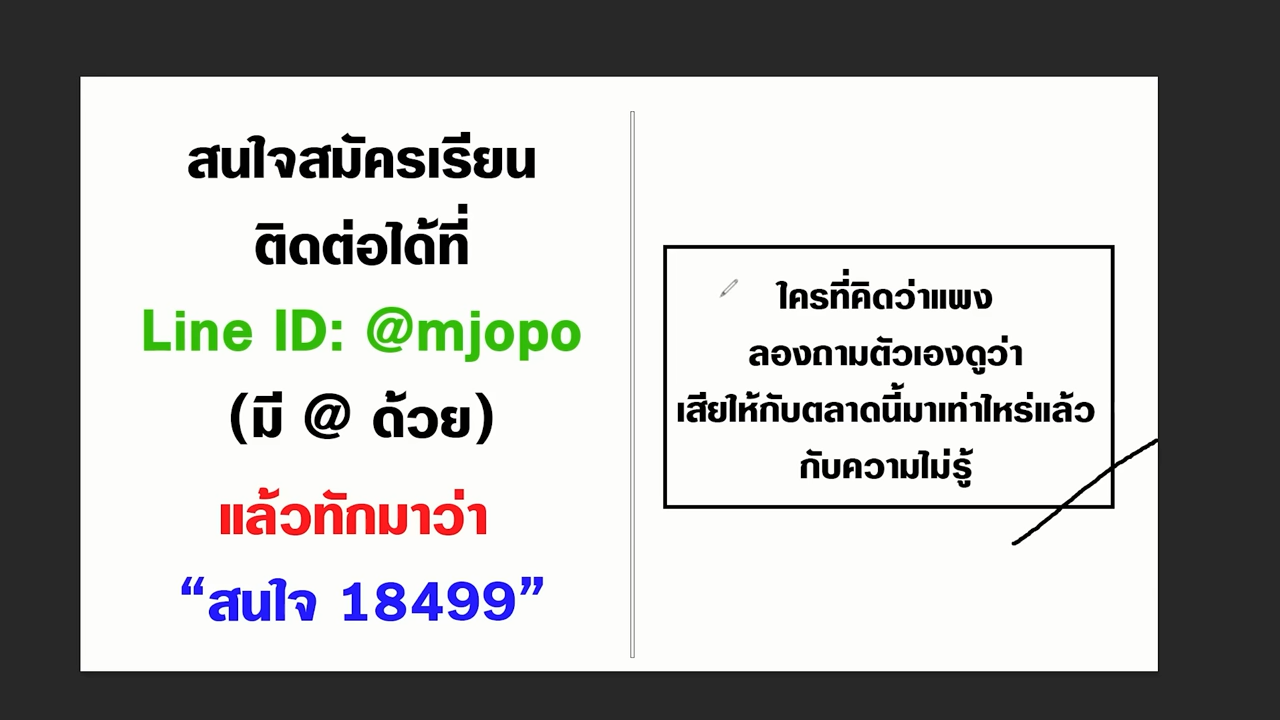 สนใจสมัครเรียน
ติดต่อได้ที่
Line ID: @mjopo
(มี @ ด้วย)
แล้วทักมาว่า
“สนใจ 18499”
ใครที่คิดว่าแพง
ลองถามตัวเองดูว่า
เสียให้กับตลาดนี้มาเท่าไหร่แล้ว
กับความไม่รู้